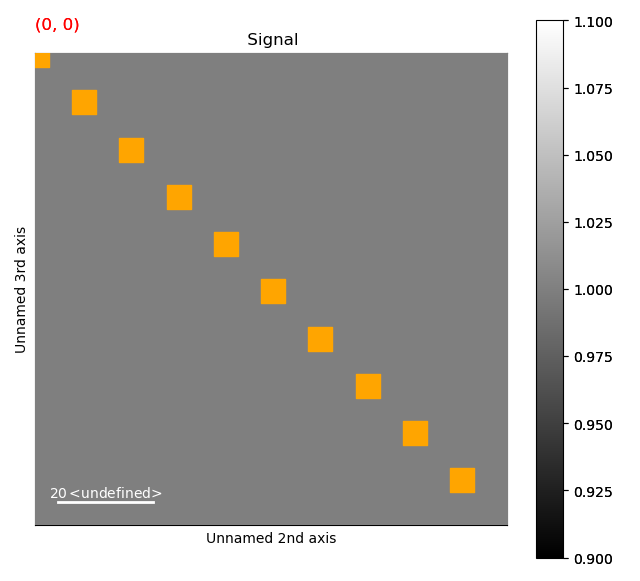 (0, 0)
Signal
Unnamed 3rd axis
20 <undefined>
Unnamed 2nd axis
1.100
1.075
1.050
1.025
1.000
0.975
0.950
0.925
0.900